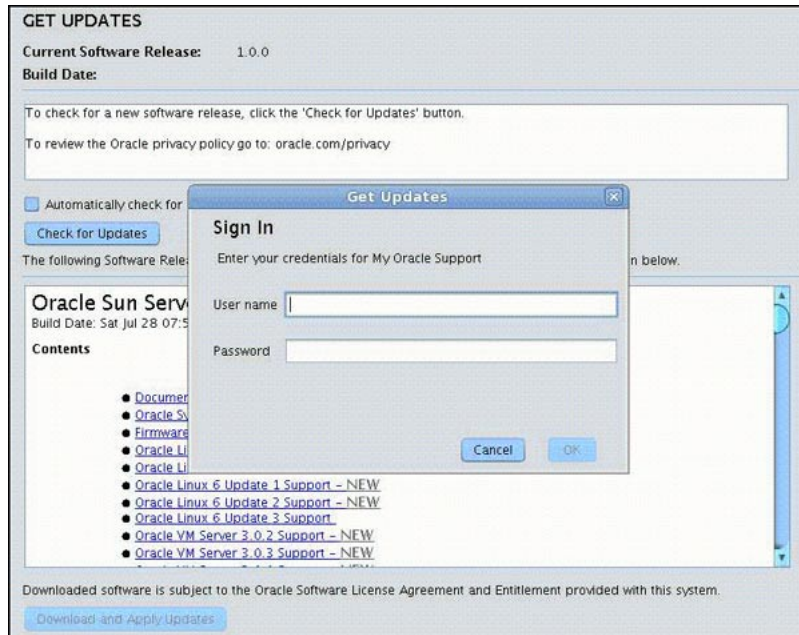 GET UPDATES
Current Software Release: 1.0.0
Build Date:
To check for a new software release, click the 'Check for Updates' button.
To review the Oracle privacy policy go to: oracle.com/privacy
Automatically check for
Check for Updates
The following Software Relea
n below.
Get Updates
Sign In
Enter your credentials for My Oracle Support
User name
Password
Cancel
OK
Oracle Sun Serv
Build Date: Sat Jul 28 07:5
Contents
Documen
Oracle Sy
Firmware
Oracle Li
Oracle Li
Oracle Linux 6 Update 1 Support – NEW
Oracle Linux 6 Update 2 Support – NEW
Oracle Linux 6 Update 3 Support
Oracle VM Server 3.0.2 Support – NEW
Oracle VM Server 3.0.3 Support – NEW
Downloaded software is subject to the Oracle Software License Agreement and Entitlement provided with this system.
Download and Apply Updates